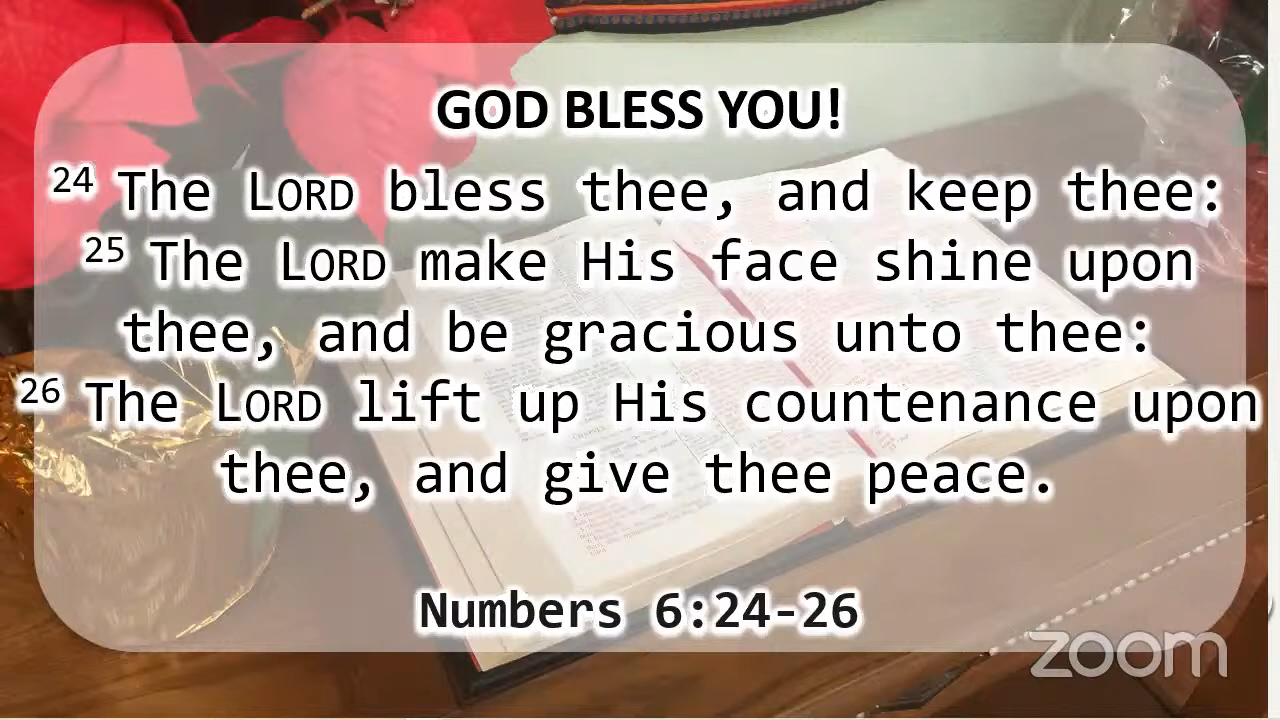 GOD BLESS YOU!
24 The LORD bless thee, and keep thee:
25 The LORD make His face shine upon
thee, and be gracious unto thee:
26 The LORD lift up His countenance upon
thee, and give thee peace.
Numbers 6:24-26
zoom